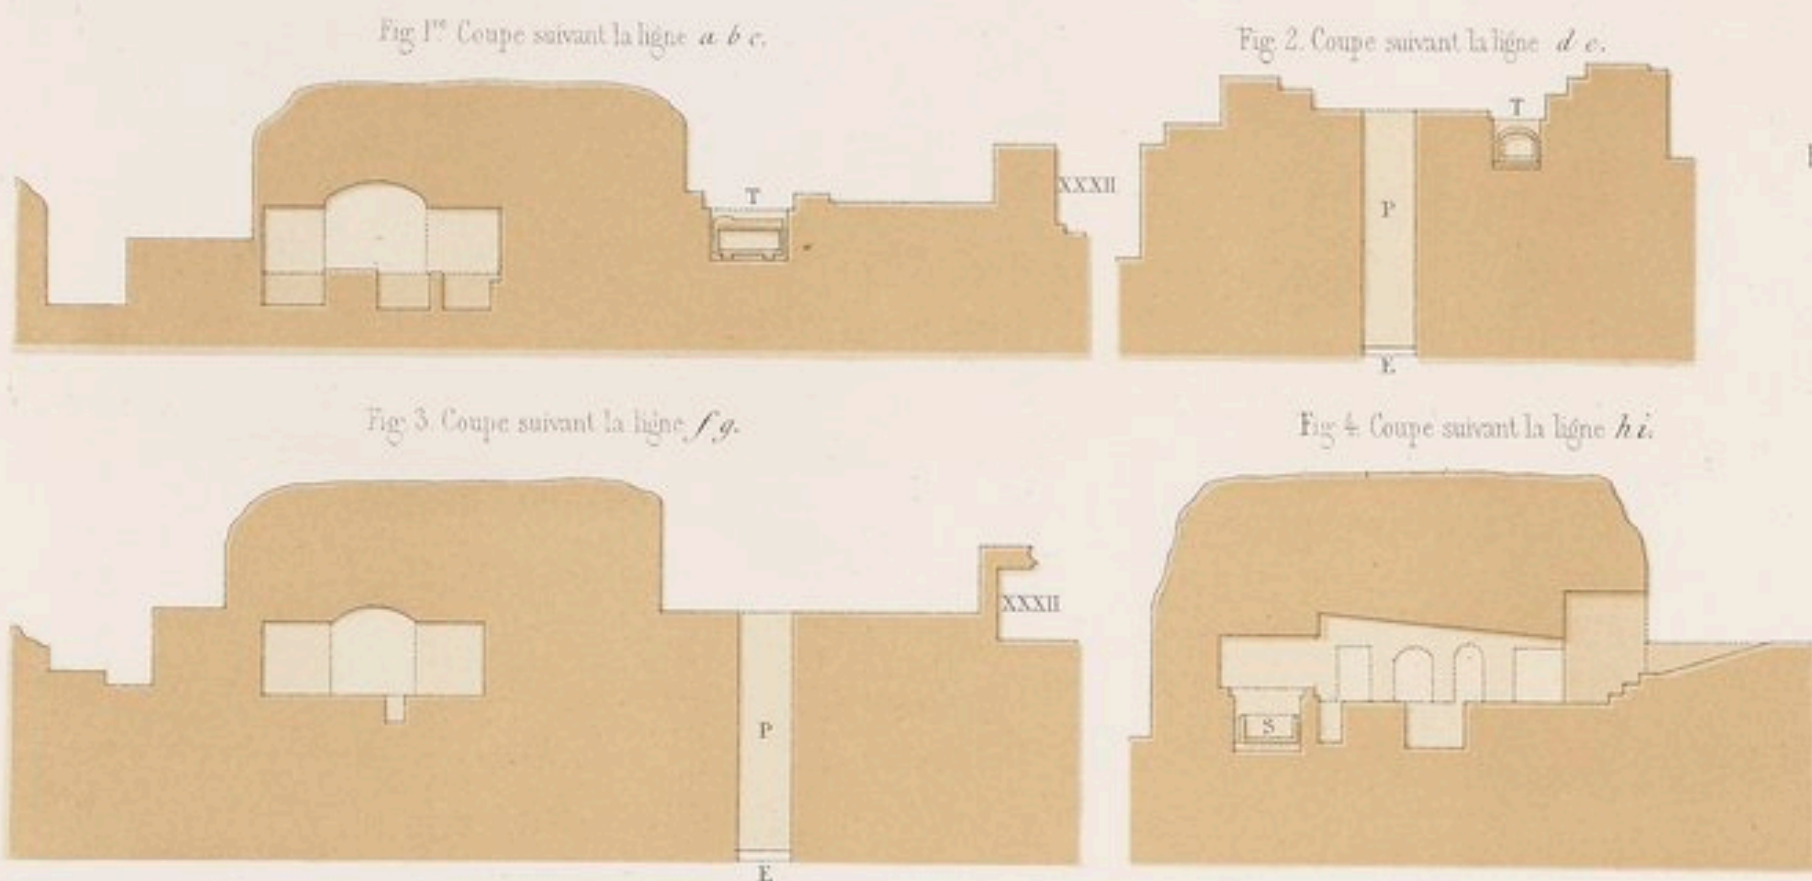 Fig 1re Coupe suivant la ligne a b c.
Fig. 2. Coupe suivant la ligne d e.
T
XXXII
T
P
E
Fig. 3. Coupe suivant la ligne f g.
Fig 4. Coupe suivant la ligne h i.
XXXII
P
S
E